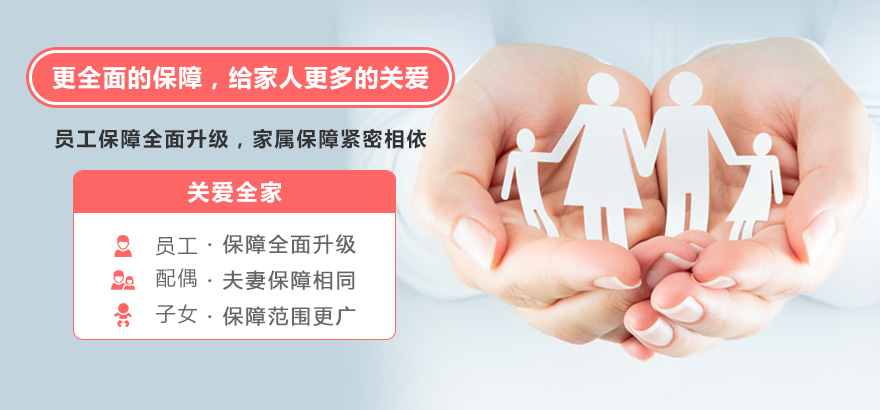 更全面的保障，给家人更多的关爱
员工保障全面升级，家属保障紧密相依
关爱全家
员工·保障全面升级
配偶·夫妻保障相同
子女·保障范围更广